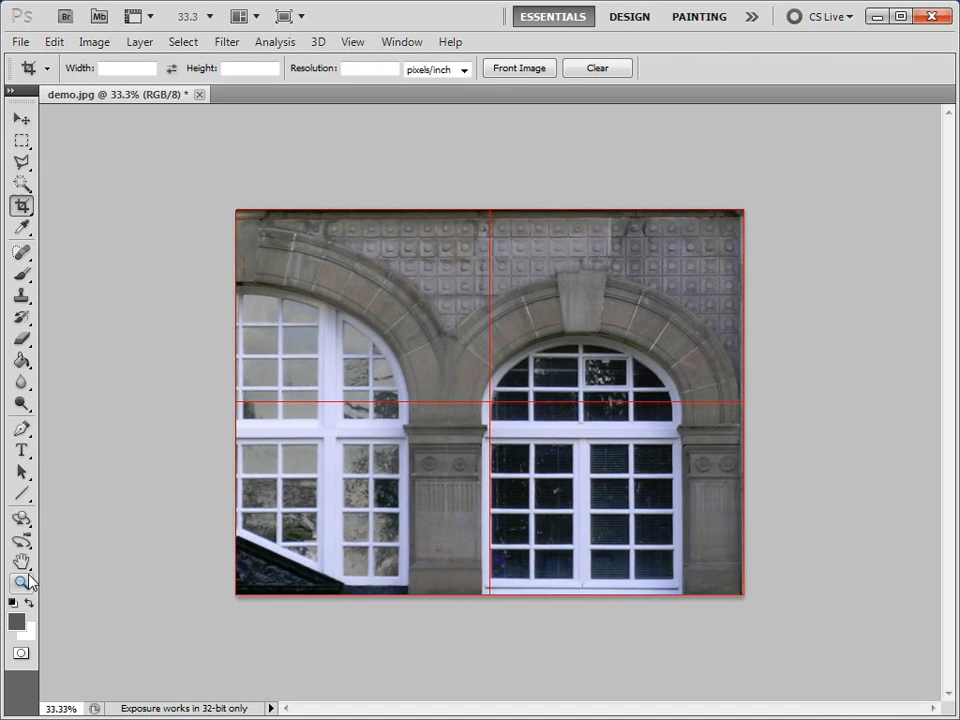 Ps Br Mb 33.3 ESSENTIALS DESIGN PAINTING CS Live
File Edit Image Layer Select Filter Analysis 3D View Window Help
Width: Height: Resolution: pixels/inch Front Image Clear
demo.jpg @ 33.3% (RGB/8) *
T
33.33% Exposure works in 32-bit only